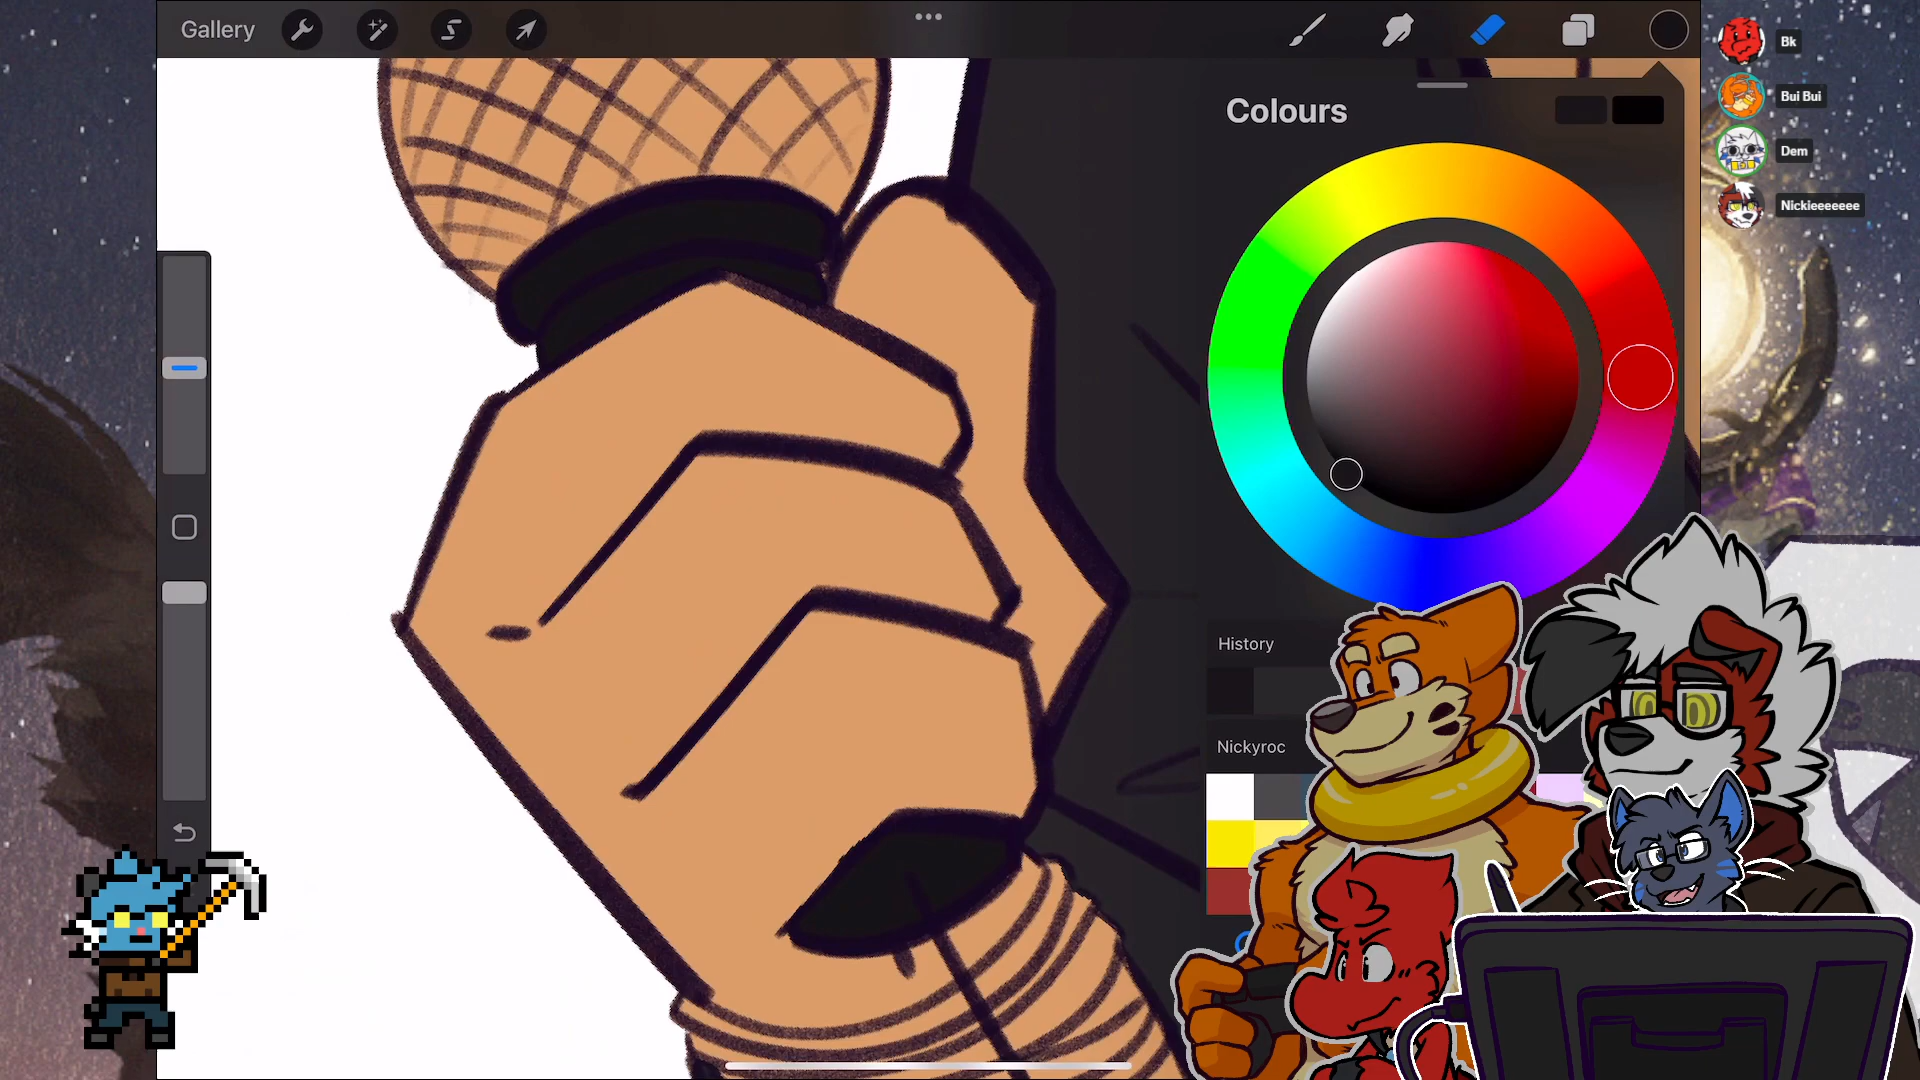 Gallery
Colours
Bk
Bui Bui
Dem
Nickieeeeeee
History
Nickyroc